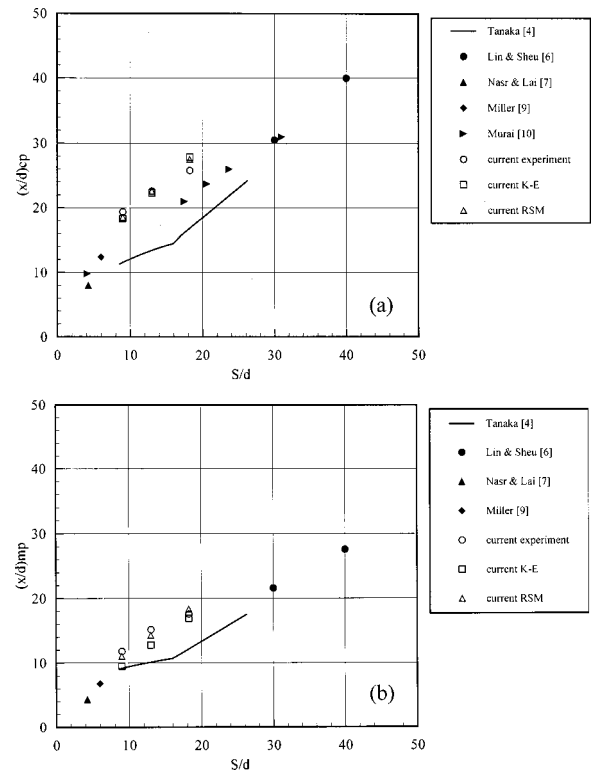 50
40
30
20
10
0
(x/d)cp
0 10 20 30 40 50
S/d
(a)
Tanaka [4]
Lin & Sheu [6]
Nasr & Lai [7]
Miller [9]
Murai [10]
current experiment
current K-E
current RSM
50
40
30
20
10
0
(x/d)mp
0 10 20 30 40 50
S/d
(b)
Tanaka [4]
Lin & Sheu [6]
Nasr & Lai [7]
Miller [9]
current experiment
current K-E
current RSM